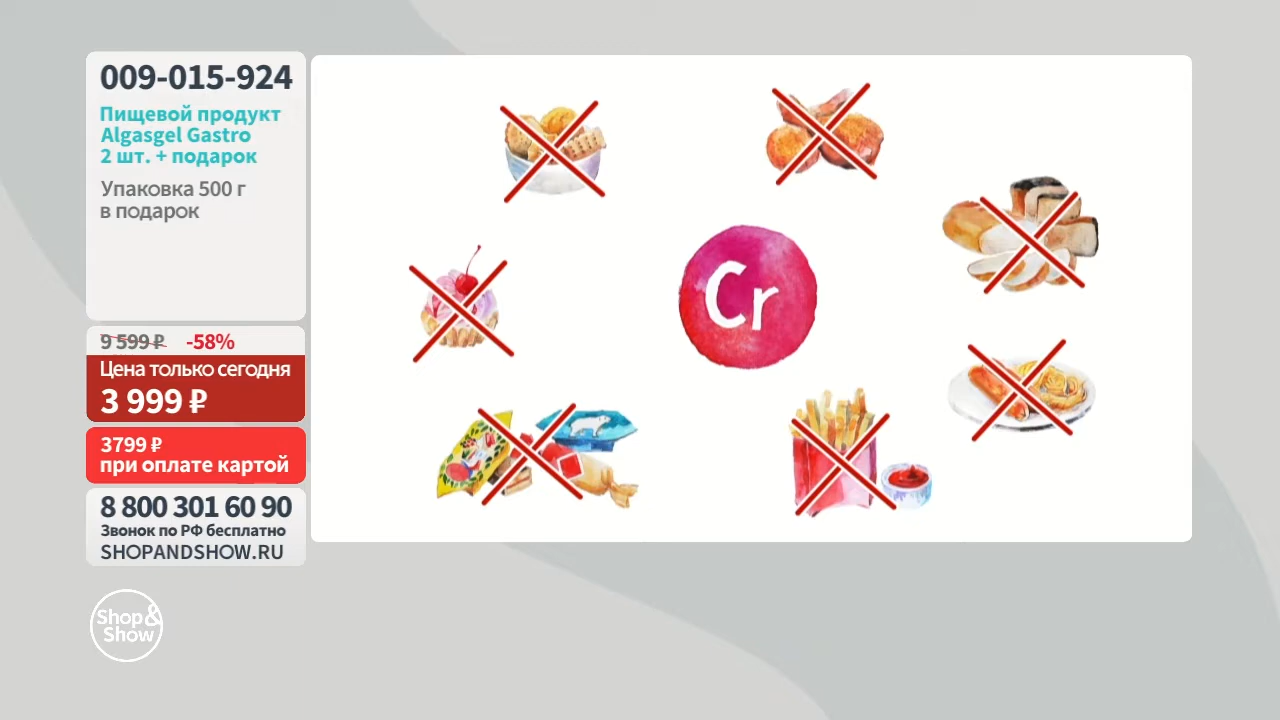 009-015-924
Пищевой продукт
Algasgel Gastro
2 шт. + подарок
Упаковка 500 г
в подарок
9 599 ₽ -58%
Цена только сегодня
3 999 ₽
3799 ₽
при оплате картой
8 800 301 60 90
Звонок по РФ бесплатно
SHOPANDSHOW.RU
Shop&
Show
Cr